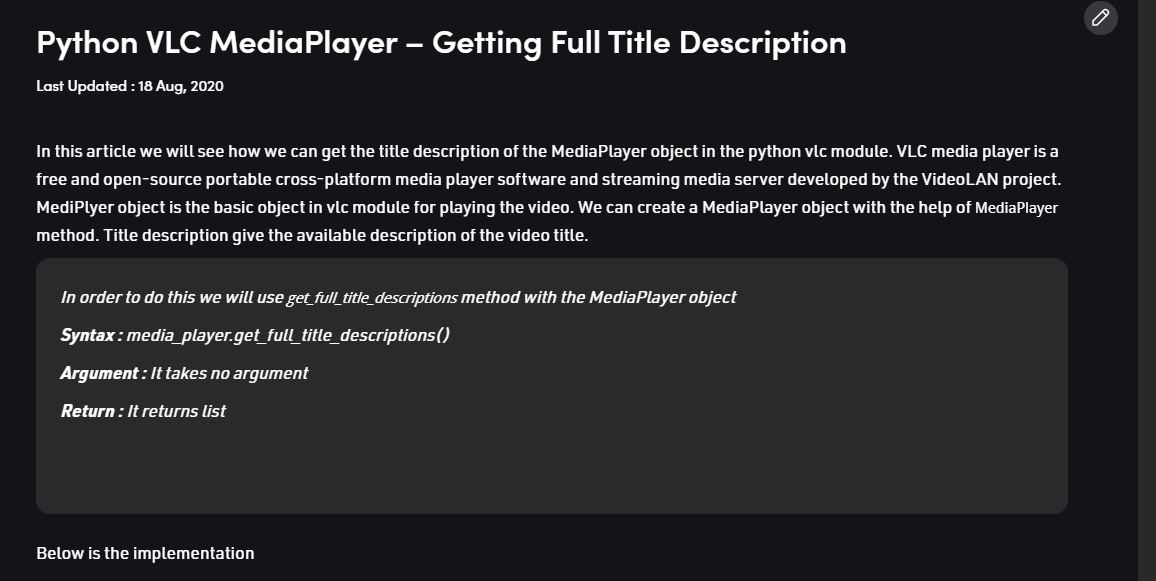 Python VLC MediaPlayer – Getting Full Title Description
Last Updated : 18 Aug, 2020
In this article we will see how we can get the title description of the MediaPlayer object in the python vlc module. VLC media player is a
free and open-source portable cross-platform media player software and streaming media server developed by the VideoLAN project.
MediPlyer object is the basic object in vlc module for playing the video. We can create a MediaPlayer object with the help of MediaPlayer
method. Title description give the available description of the video title.
In order to do this we will use get_full_title_descriptions method with the MediaPlayer object
Syntax : media_player.get_full_title_descriptions()
Argument : It takes no argument
Return : It returns list
Below is the implementation